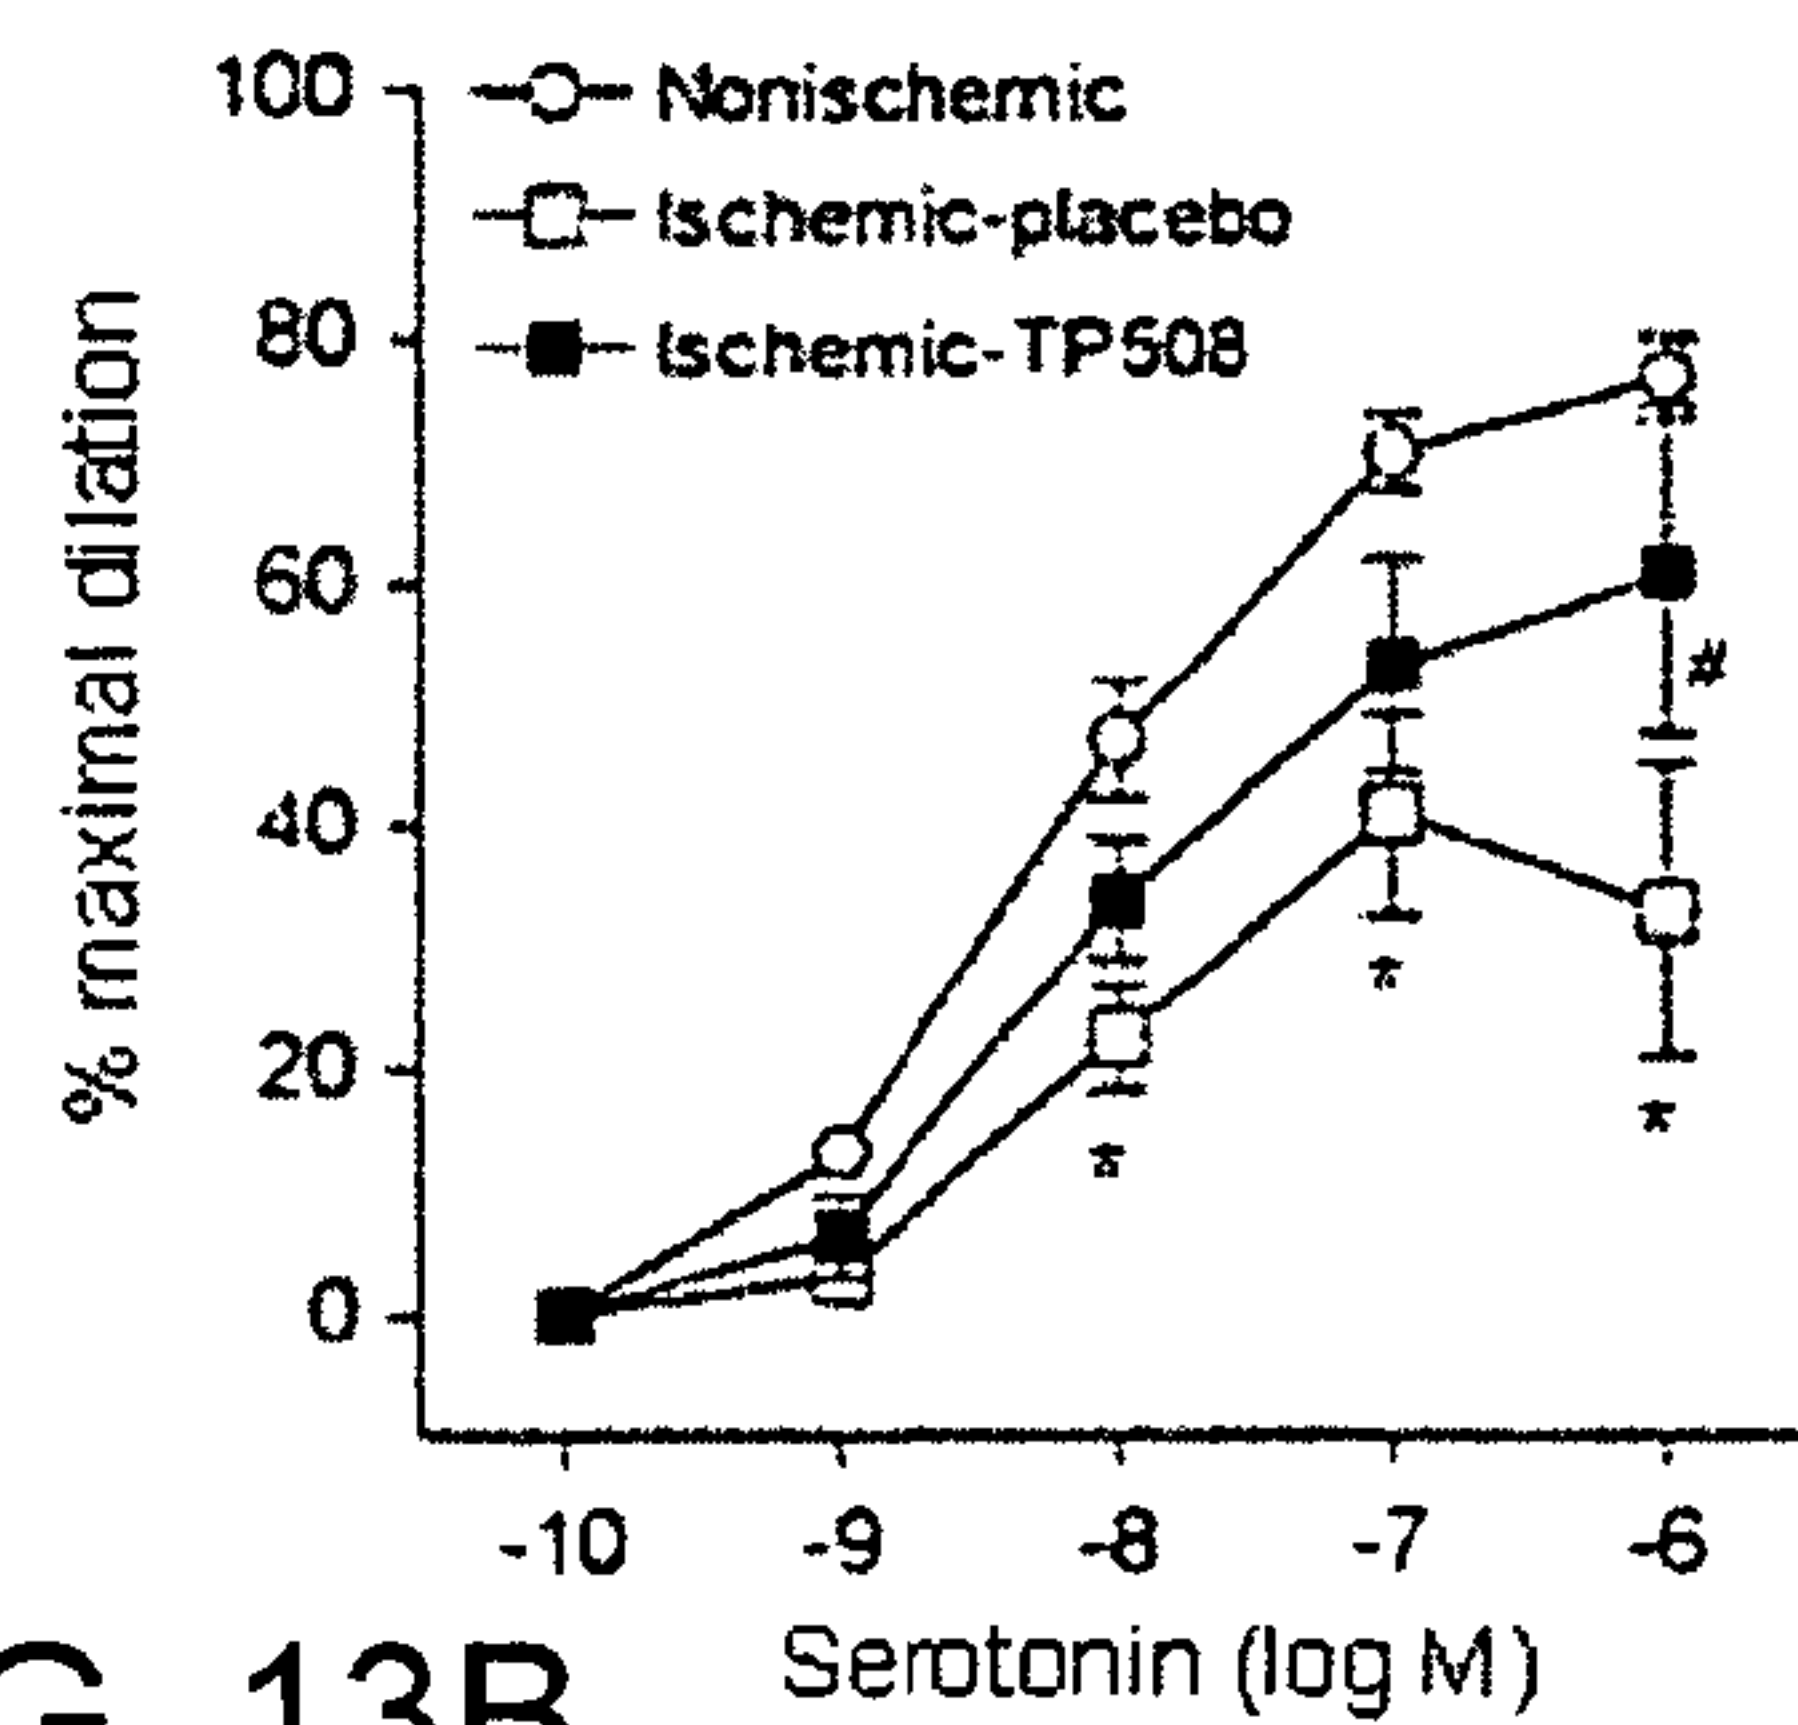 100
Nonischemic
Ischemic-placebo
Ischemic-TP508
80
60
40
20
0
% maximal dilation
#
*
*
*
-10 -9 -8 -7 -6
Serotonin (log M)
G 13B